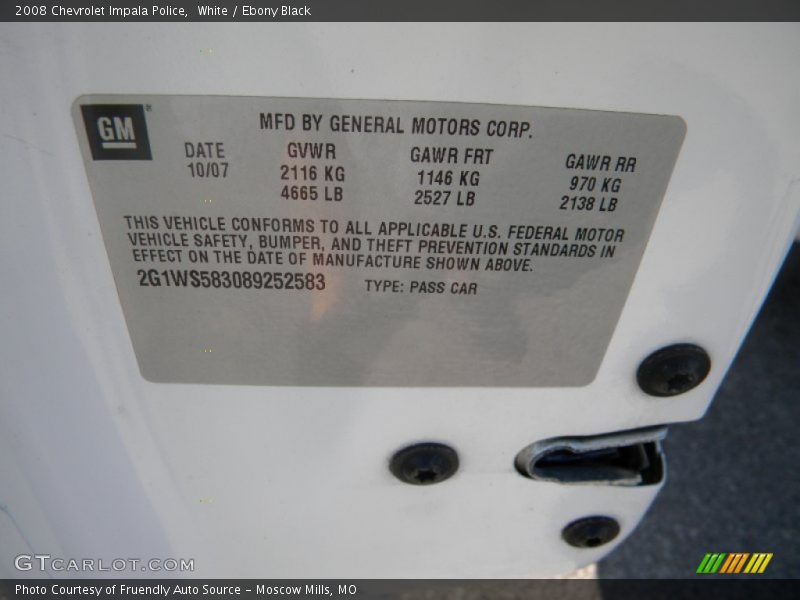 2008 Chevrolet Impala Police,  White / Ebony Black
GM
MFD BY GENERAL MOTORS CORP.
DATE GVWR GAWR FRT GAWR RR
10/07 2116 KG 1146 KG 970 KG
4665 LB 2527 LB 2138 LB
THIS VEHICLE CONFORMS TO ALL APPLICABLE U.S. FEDERAL MOTOR
VEHICLE SAFETY, BUMPER, AND THEFT PREVENTION STANDARDS IN
EFFECT ON THE DATE OF MANUFACTURE SHOWN ABOVE.
2G1WS583089252583 TYPE: PASS CAR
GTCARLOT.COM
Photo Courtesy of Fruendly Auto Source - Moscow Mills, MO